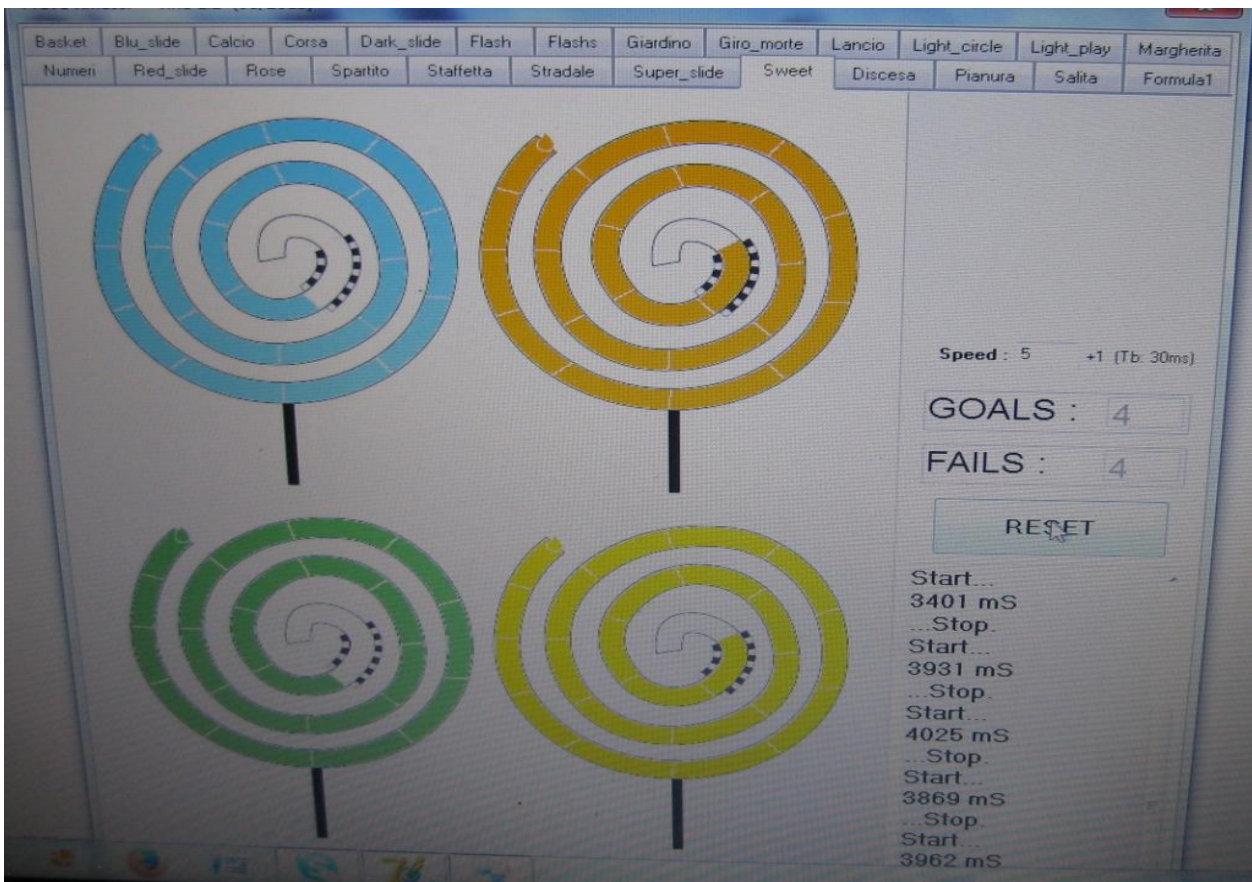 Basket Blu_slide Calcio Corsa Dark_slide Flash Flashs Giardino Giro_morte Lancio Light_circle Light_play Margherita
Numeri Red_slide Rose Spartito Staffetta Stradale Super_slide Sweet Discesa Pianura Salita Formula1
Speed : 5 +1 (Tb: 30ms)
GOALS : 4
FAILS : 4
RESET
Start...
3401 mS
...Stop.
Start...
3931 mS
...Stop.
Start...
4025 mS
...Stop.
Start...
3869 mS
...Stop.
Start...
3962 mS